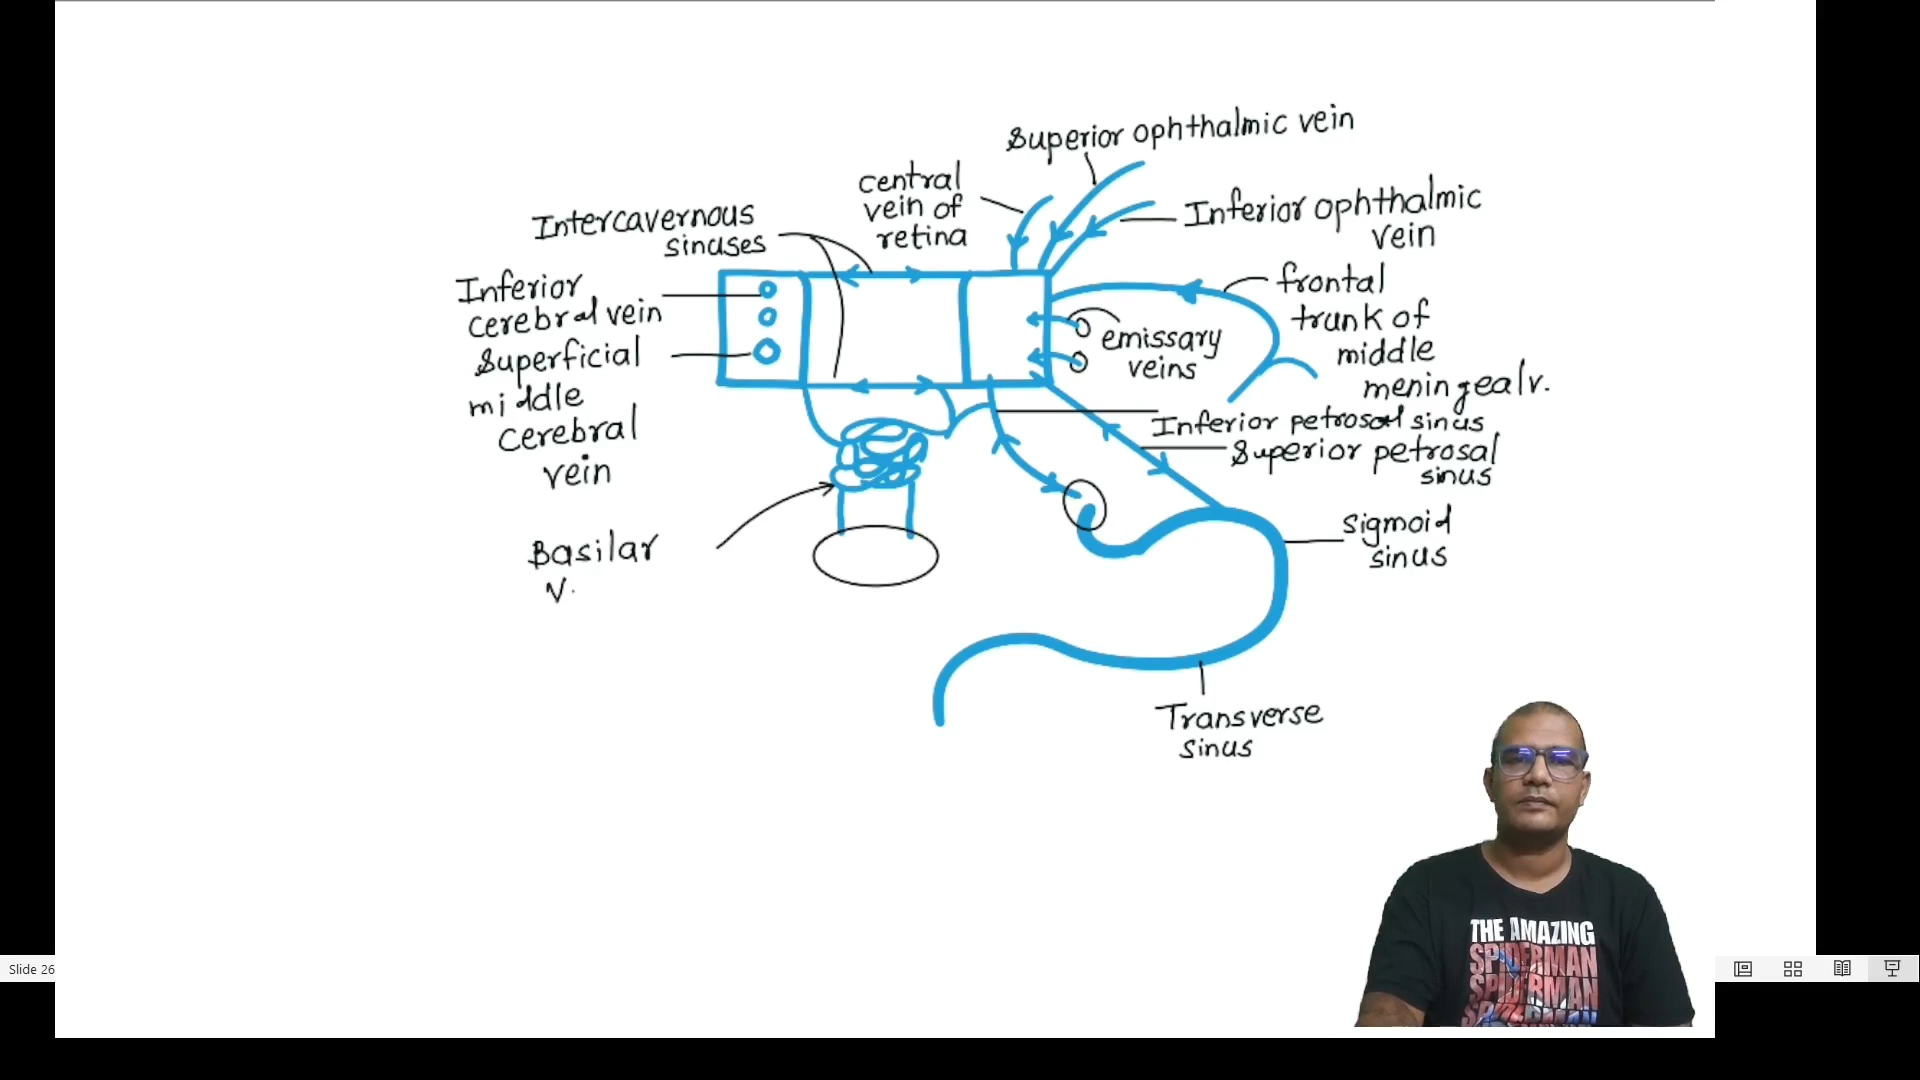 Superior ophthalmic vein
central
vein of
retina
Inferior ophthalmic
vein
Intercavernous
sinuses
Inferior
cerebral vein
Superficial
middle
cerebral
vein
frontal
trunk of
middle
meningeal v.
emissary
veins
Inferior petrosal sinus
Superior petrosal
sinus
Sigmoid
sinus
Basilar
v.
Transverse
sinus
THE AMAZING
SPIDERMAN
SPIDERMAN
SPIDERMAN
Slide 26